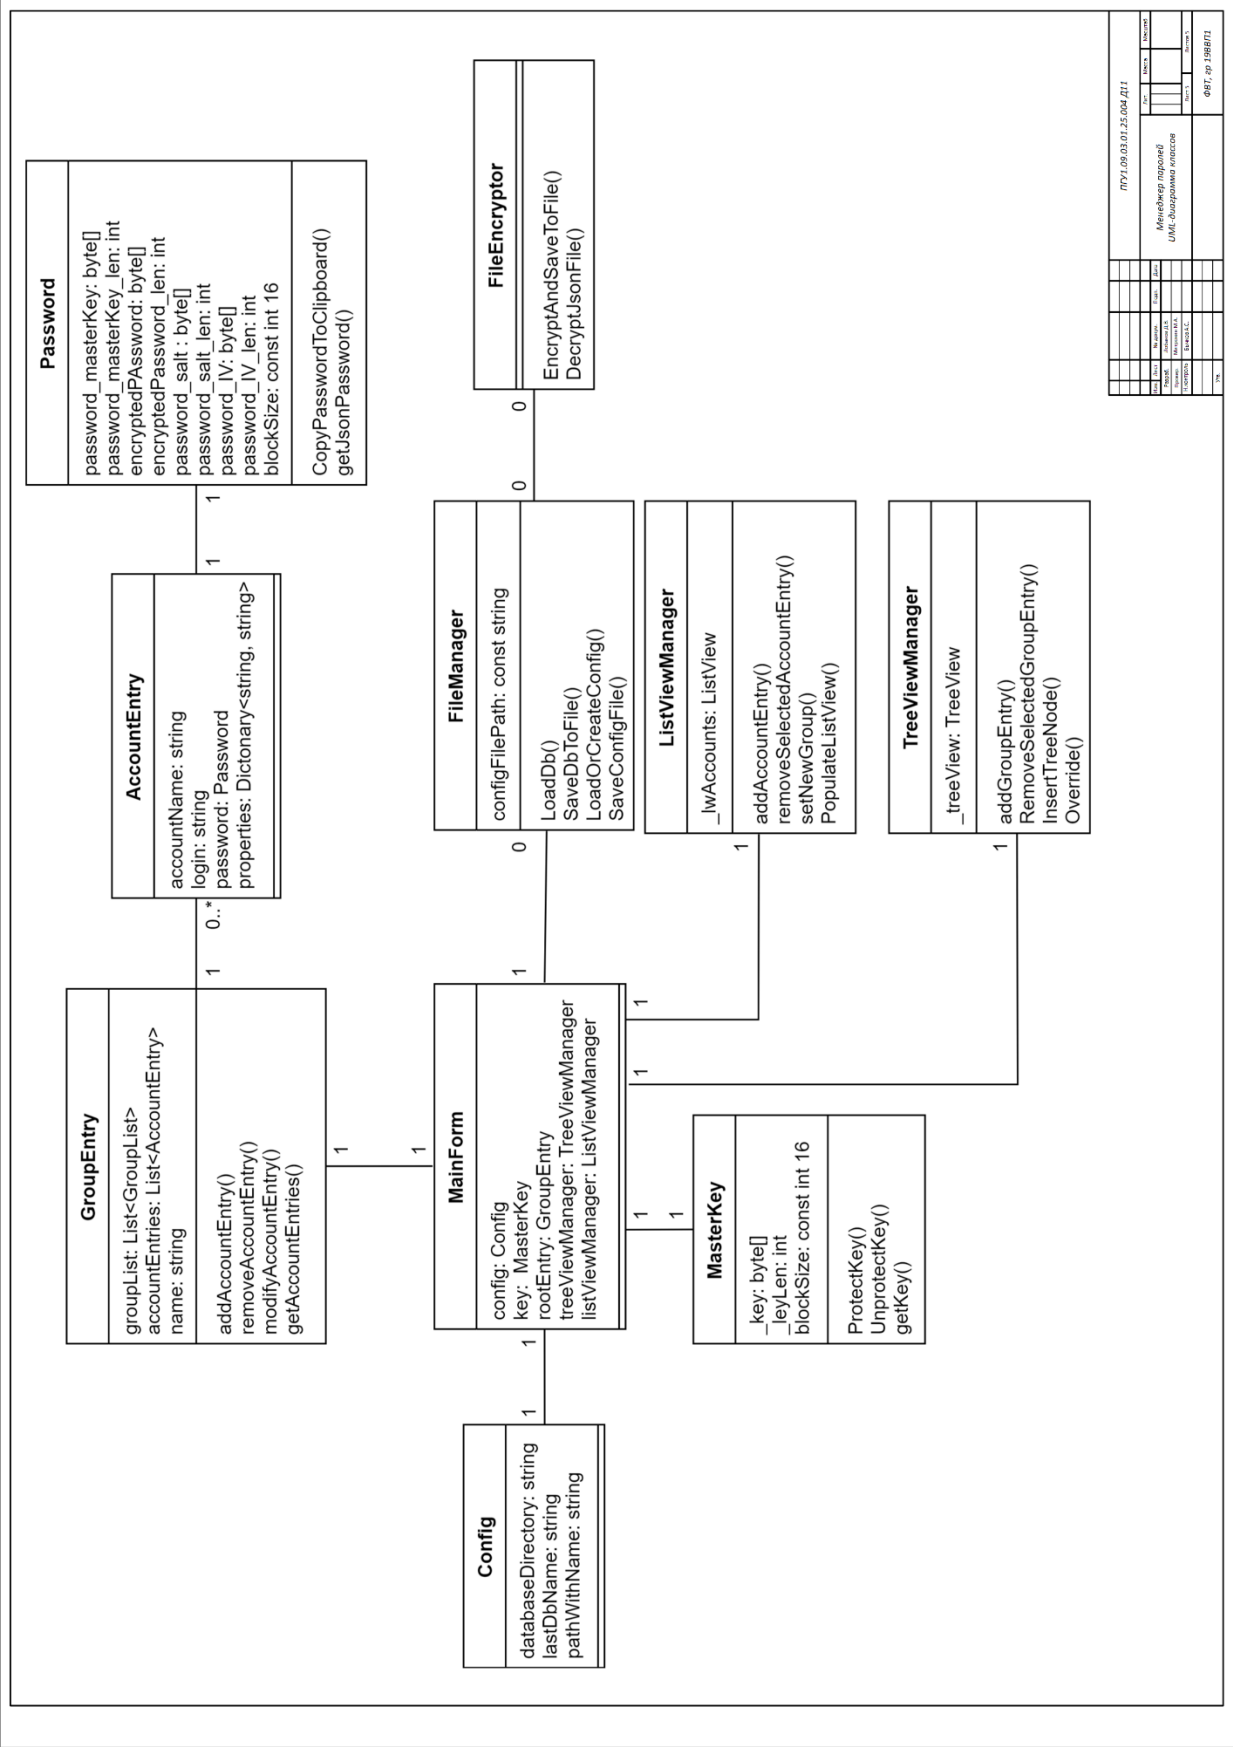 Password
password_masterKey: byte[]
password_masterKey_len: int
encryptedPAssword: byte[]
encryptedPassword_len: int
password_salt : byte[]
password_salt_len: int
password_IV: byte[]
password_IV_len: int
blockSize: const int 16
CopyPasswordToClipboard()
getJsonPassword()
1
1
AccountEntry
accountName: string
login: string
password: Password
properties: Dictonary<string, string>
0..*
1
GroupEntry
groupList: List<GroupList>
accountEntries: List<AccountEntry>
name: string
addAccountEntry()
removeAccountEntry()
modifyAccountEntry()
getAccountEntries()
1
1
Config
databaseDirectory: string
lastDbName: string
pathWithName: string
1
1
MainForm
config: Config
key:  MasterKey
rootEntry: GroupEntry
treeViewManager: TreeViewManager
listViewManager: ListViewManager
1
0
FileManager
configFilePath: const string
LoadDb()
SaveDbToFile()
LoadOrCreateConfig()
SaveConfigFile()
0
0
FileEncryptor
EncryptAndSaveToFile()
DecryptJsonFile()
1
1
MasterKey
_key: byte[]
_leyLen: int
blockSize: const int 16
ProtectKey()
UnprotectKey()
getKey()
1
1
ListViewManager
_lwAccounts: ListView
addAccountEntry()
removeSelectedAccountEntry()
setNewGroup()
PopulateListView()
1
1
TreeViewManager
_treeView: TreeView
addGroupEntry()
RemoveSelectedGroupEntry()
InsertTreeNode()
Override()
ПГУ1.09.03.01.25.004 Д11
Менеджер паролей
UML-диаграмма классов
ФВТ, гр 19ВВП1